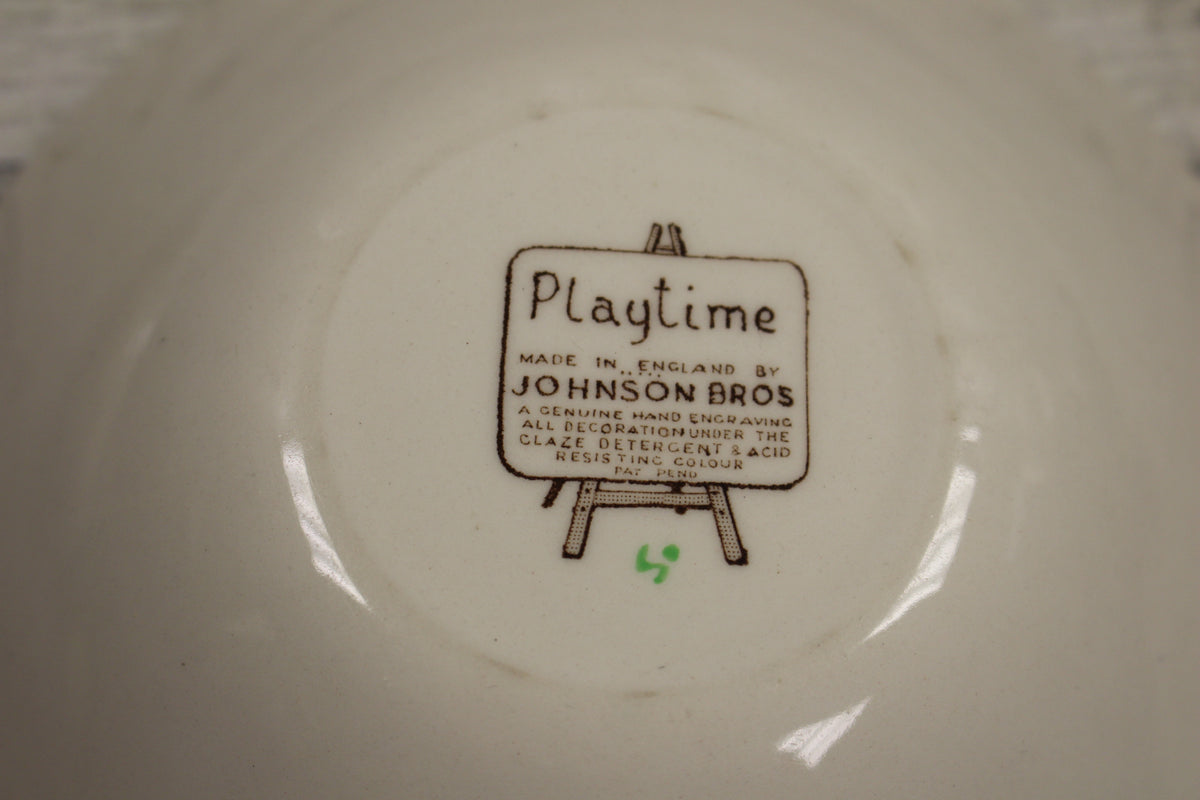 Playtime
MADE IN ENGLAND BY
JOHNSON BROS
A GENUINE HAND ENGRAVING
ALL DECORATION UNDER THE
GLAZE DETERGENT & ACID
RESISTING COLOUR
PAT PEND